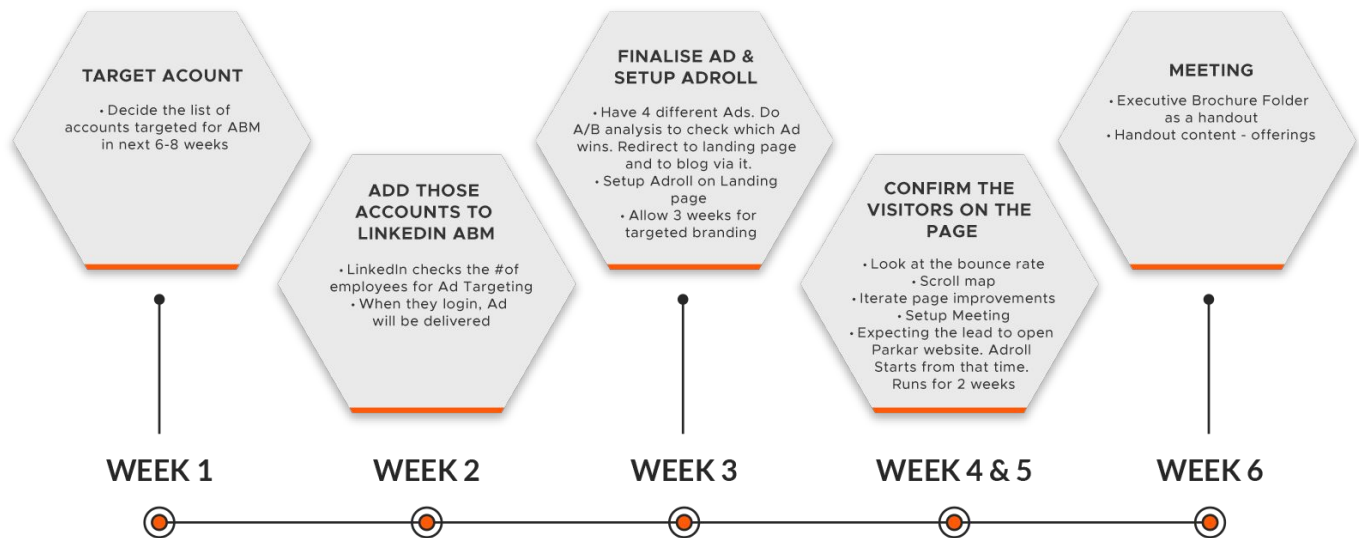 TARGET ACOUNT
• Decide the list of
accounts targeted for ABM
in next 6-8 weeks
ADD THOSE
ACCOUNTS TO
LINKEDIN ABM
• LinkedIn checks the #of
employees for Ad Targeting
• When they login, Ad
will be delivered
FINALISE AD &
SETUP ADROLL
• Have 4 different Ads. Do
A/B analysis to check which Ad
wins. Redirect to landing page
and to blog via it.
• Setup Adroll on Landing
page
• Allow 3 weeks for
targeted branding
CONFIRM THE
VISITORS ON THE
PAGE
• Look at the bounce rate
• Scroll map
• Iterate page improvements
• Setup Meeting
• Expecting the lead to open
Parkar website. Adroll
Starts from that time.
Runs for 2 weeks
MEETING
• Executive Brochure Folder
as a handout
• Handout content - offerings
WEEK 1
WEEK 2
WEEK 3
WEEK 4 & 5
WEEK 6